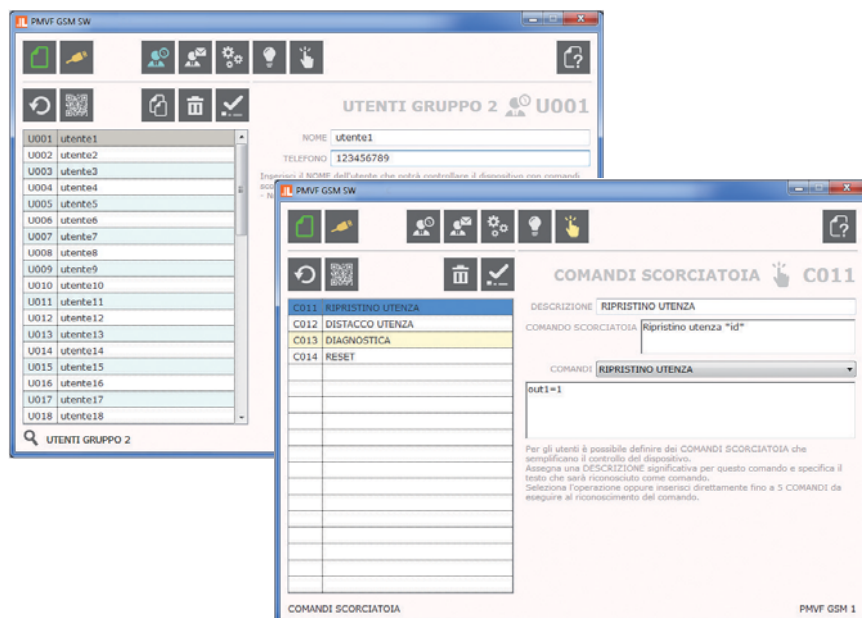 PMVF GSM SW
UTENTI GRUPPO 2 U001
NOME utente1
TELEFONO 123456789
Inserisci il NOME dell'utente che potrà controllare il dispositivo con comandi
U001 utente1
U002 utente2
U003 utente3
U004 utente4
U005 utente5
U006 utente6
U007 utente7
U008 utente8
U009 utente9
U010 utente10
U011 utente11
U012 utente12
U013 utente13
U014 utente14
U015 utente15
U016 utente16
U017 utente17
U018 utente18
UTENTI GRUPPO 2
PMVF GSM SW
COMANDI SCORCIATOIA C011
C011 RIPRISTINO UTENZA
C012 DISTACCO UTENZA
C013 DIAGNOSTICA
C014 RESET
DESCRIZIONE RIPRISTINO UTENZA
COMANDO SCORCIATOIA Ripristino utenza "id"
COMANDI RIPRISTINO UTENZA
out1=1
Per gli utenti è possibile definire dei COMANDI SCORCIATOIA che
semplificano il controllo del dispositivo.
Assegna una DESCRIZIONE significativa per questo comando e specifica il
testo che sarà riconosciuto come comando.
Seleziona l'operazione oppure inserisci direttamente fino a 5 COMANDI da
eseguire al riconoscimento del comando.
COMANDI SCORCIATOIA
PMVF GSM 1